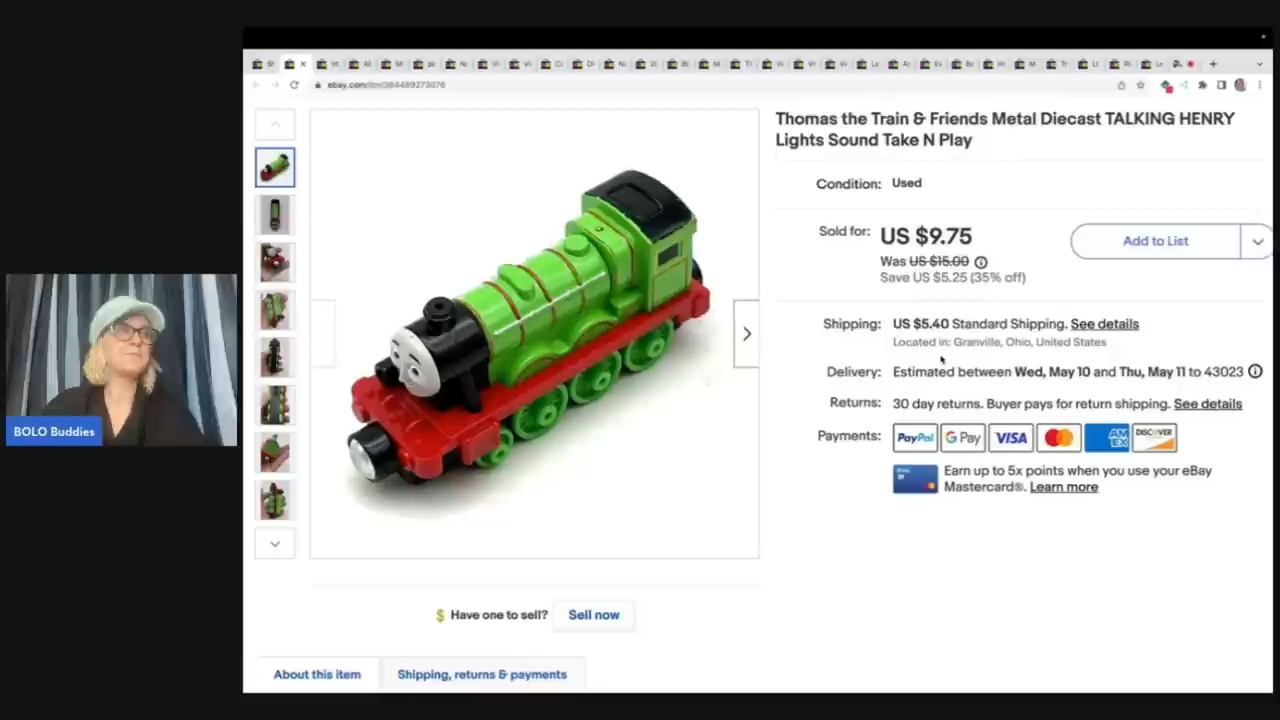 ebay.com/itm/384489273076
Thomas the Train & Friends Metal Diecast TALKING HENRY
Lights Sound Take N Play
Condition: Used
Sold for: US $9.75
Add to List
Was US $15.00
Save US $5.25 (35% off)
Shipping: US $5.40 Standard Shipping. See details
Located in: Granville, Ohio, United States
Delivery: Estimated between Wed, May 10 and Thu, May 11 to 43023
Returns: 30 day returns. Buyer pays for return shipping. See details
Payments: PayPal G Pay VISA AM EX DISCOVER
Earn up to 5x points when you use your eBay
Mastercard®. Learn more
BOLO Buddies
Have one to sell? Sell now
About this item
Shipping, returns & payments